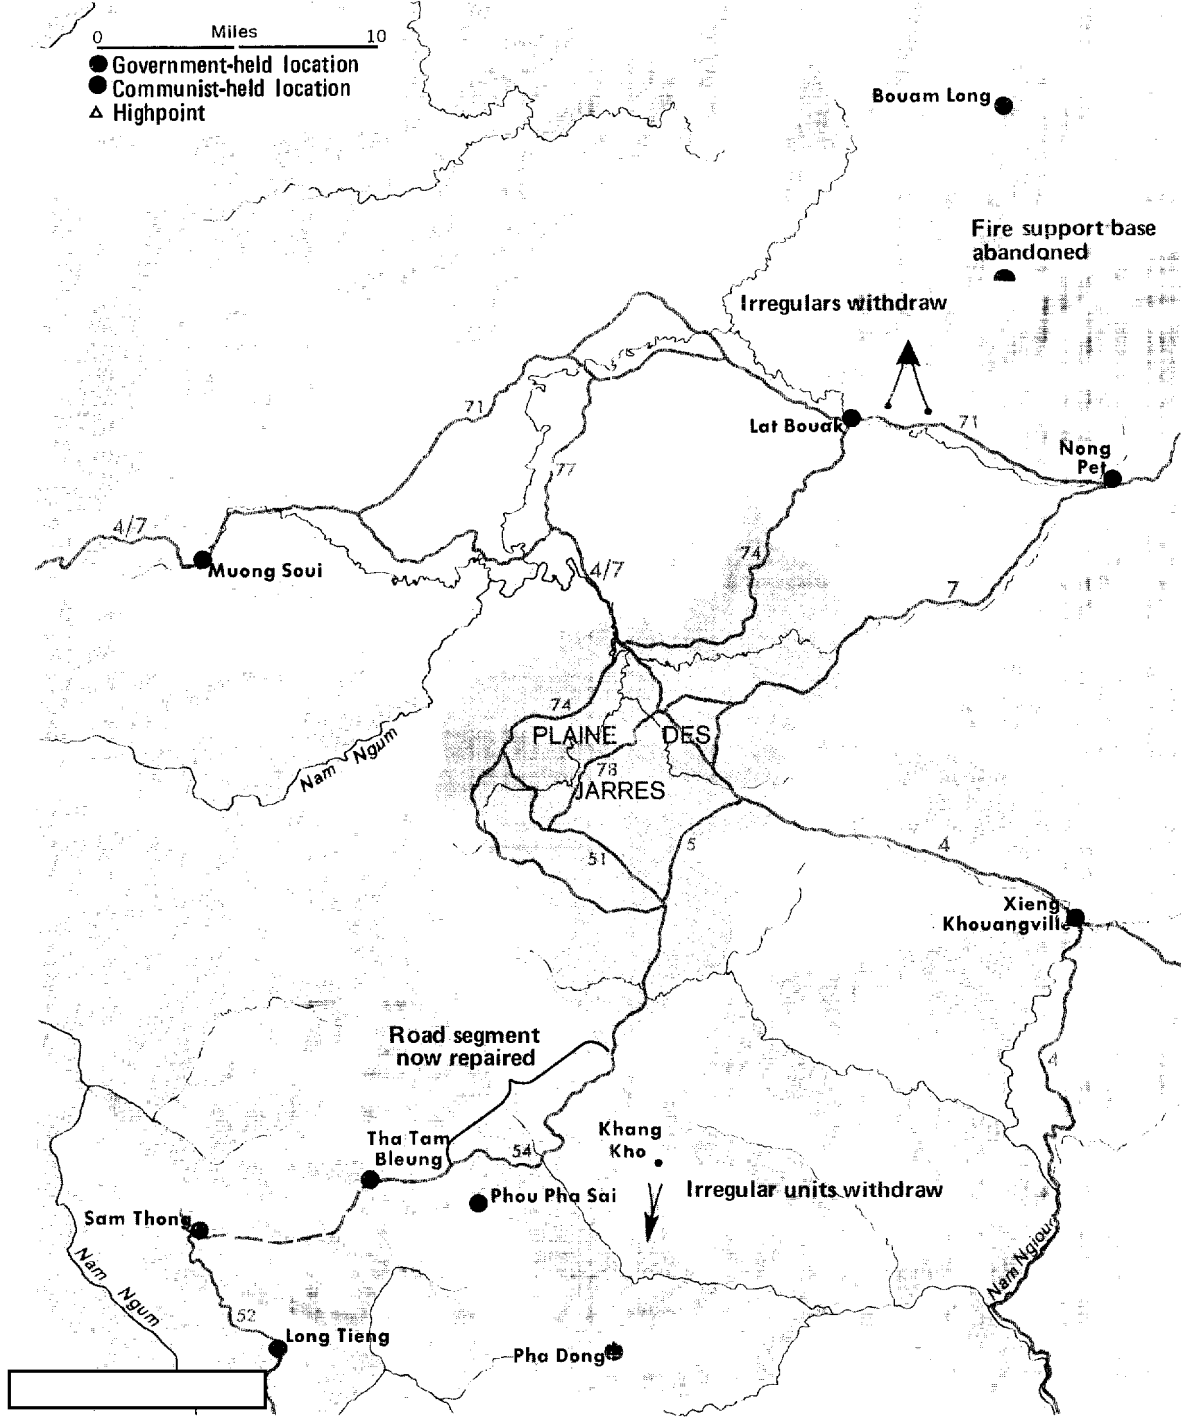 0 Miles 10
Government-held location
Communist-held location
Highpoint
Bouam Long
Fire support base
abandoned
Irregulars withdraw
71
Lat Bouak
71
Nong
Pet
77
4/7
Muong Soui
4/7
74
7
74
PLAINE DES
Nam Ngum
78
JARRES
51
5
4
Xieng
Khouangville
Road segment
now repaired
4
Tha Tam
Bleung
54
Khang
Kho
Phou Pha Sai
Irregular units withdraw
Sam Thong
Nam Ngum
Nam Ngiou
52
Long Tieng
Pha Dong